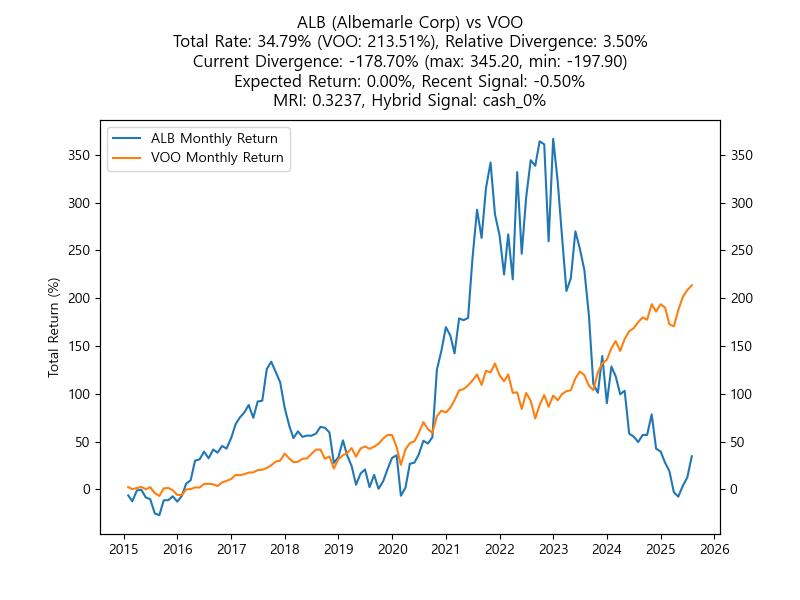 ALB (Albemarle Corp) vs VOO
Total Rate: 34.79% (VOO: 213.51%), Relative Divergence: 3.50%
Current Divergence: -178.70% (max: 345.20, min: -197.90)
Expected Return: 0.00%, Recent Signal: -0.50%
MRI: 0.3237, Hybrid Signal: cash_0%
ALB Monthly Return
VOO Monthly Return
Total Return (%)
350
300
250
200
150
100
50
0
350
300
250
200
150
100
50
0
2015 2016 2017 2018 2019 2020 2021 2022 2023 2024 2025 2026